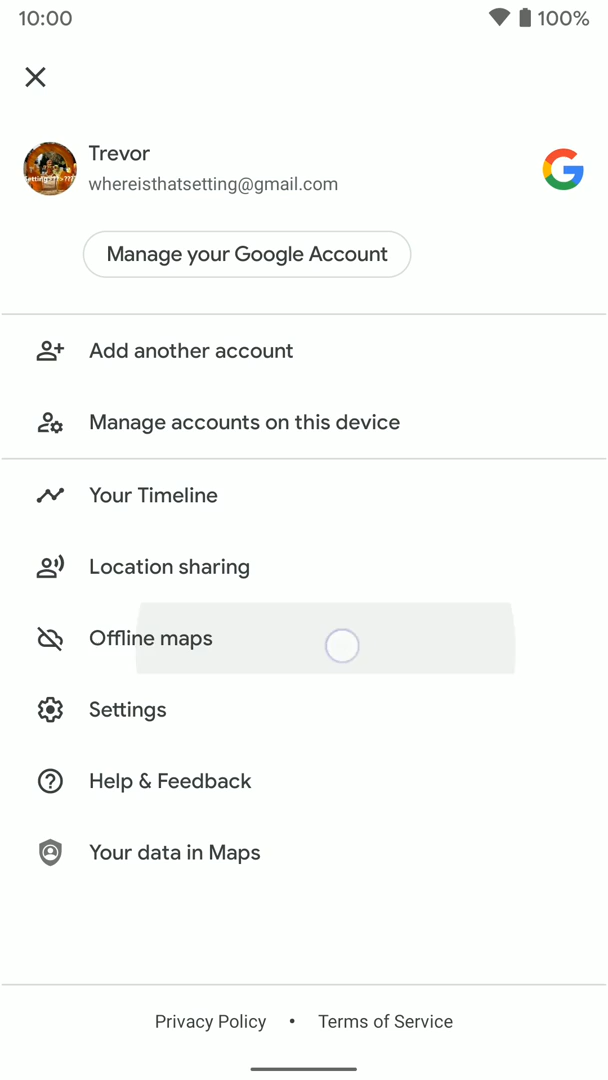 10:00
100%
Trevor
whereisthatsetting@gmail.com
Manage your Google Account
Add another account
Manage accounts on this device
Your Timeline
Location sharing
Offline maps
Settings
Help & Feedback
Your data in Maps
Privacy Policy • Terms of Service